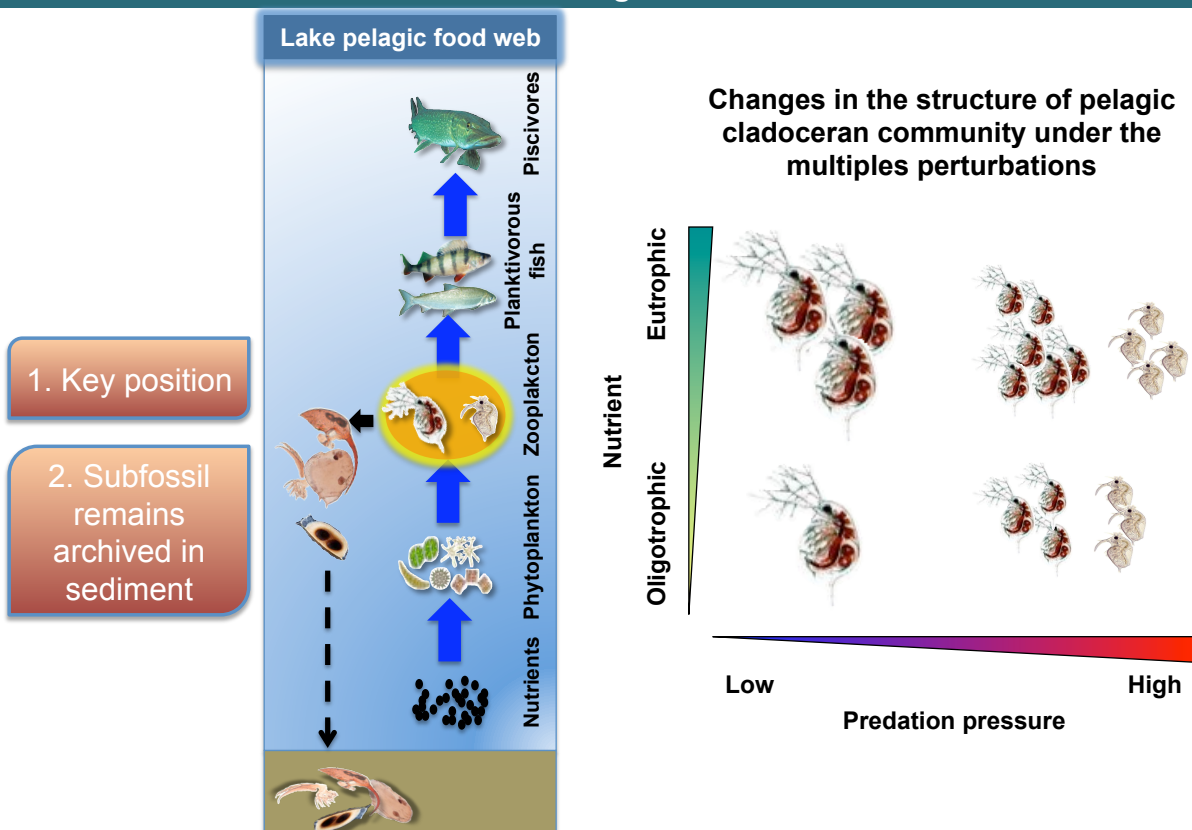 Lake pelagic food web
1. Key position
2. Subfossil
remains
archived in
sediment
Piscivores
Planktivorous
fish
Zooplakcton
Phytoplankton
Nutrients
Changes in the structure of pelagic
cladoceran community under the
multiples perturbations
Nutrient
Eutrophic
Oligotrophic
Low
High
Predation pressure